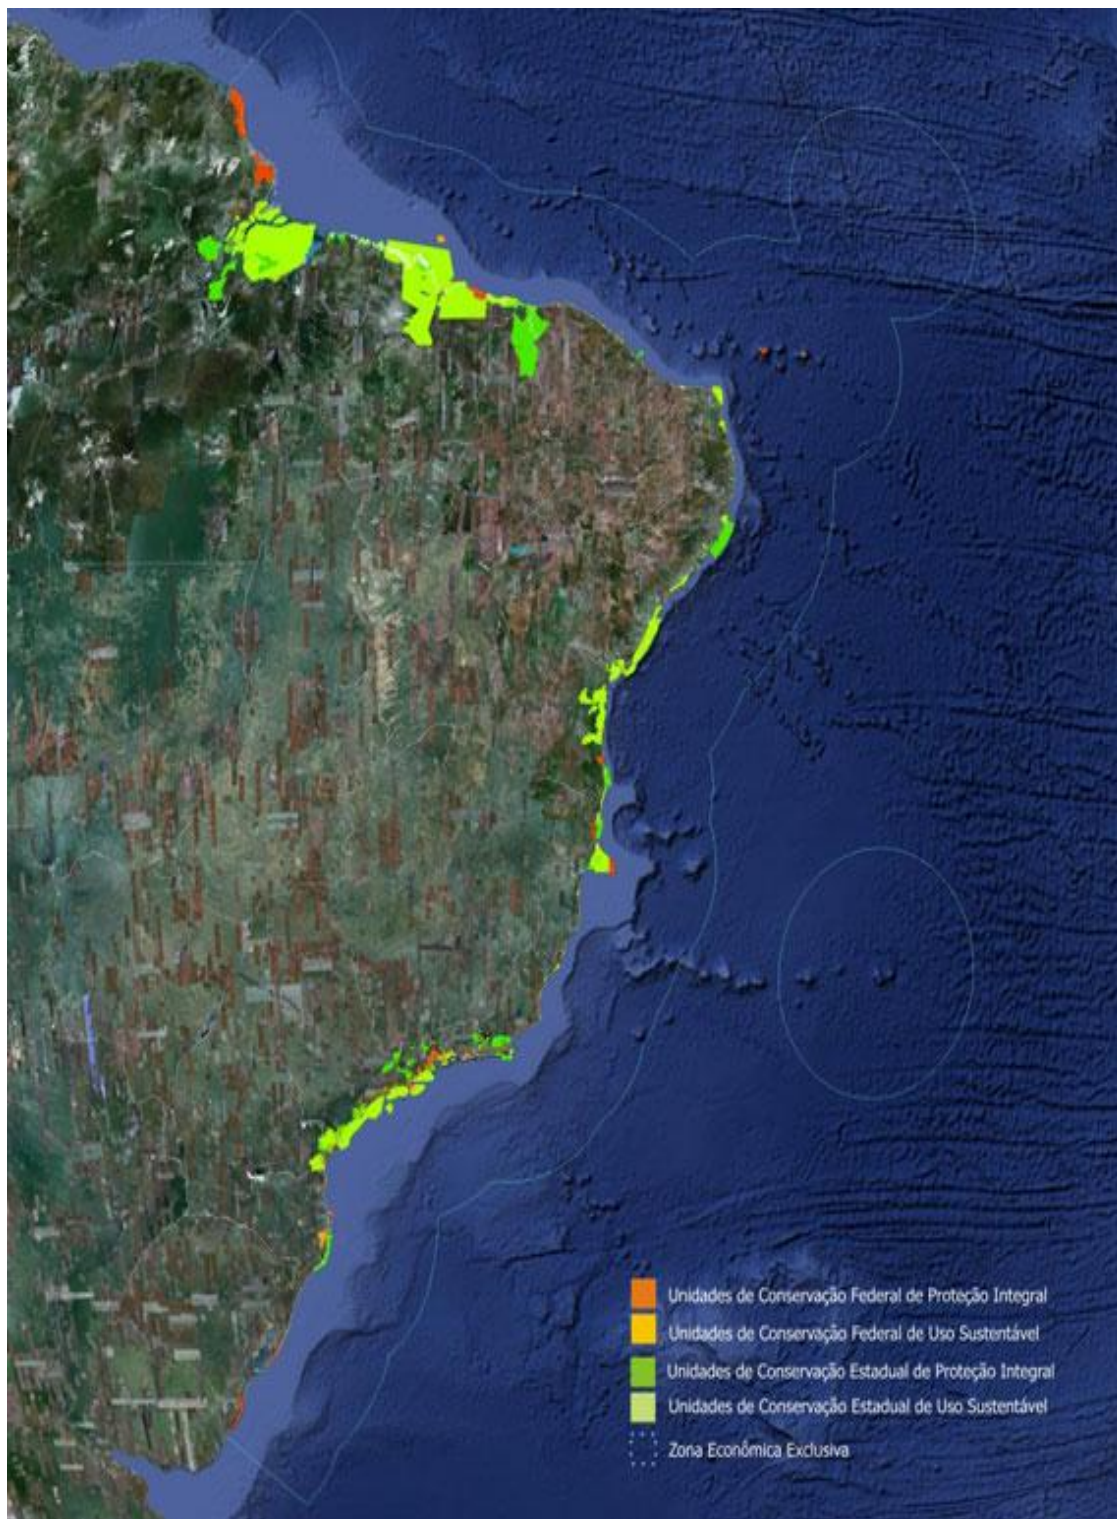 Unidades de Conservação Federal de Proteção Integral
Unidades de Conservação Federal de Uso Sustentável
Unidades de Conservação Estadual de Proteção Integral
Unidades de Conservação Estadual de Uso Sustentável
Zona Econômica Exclusiva